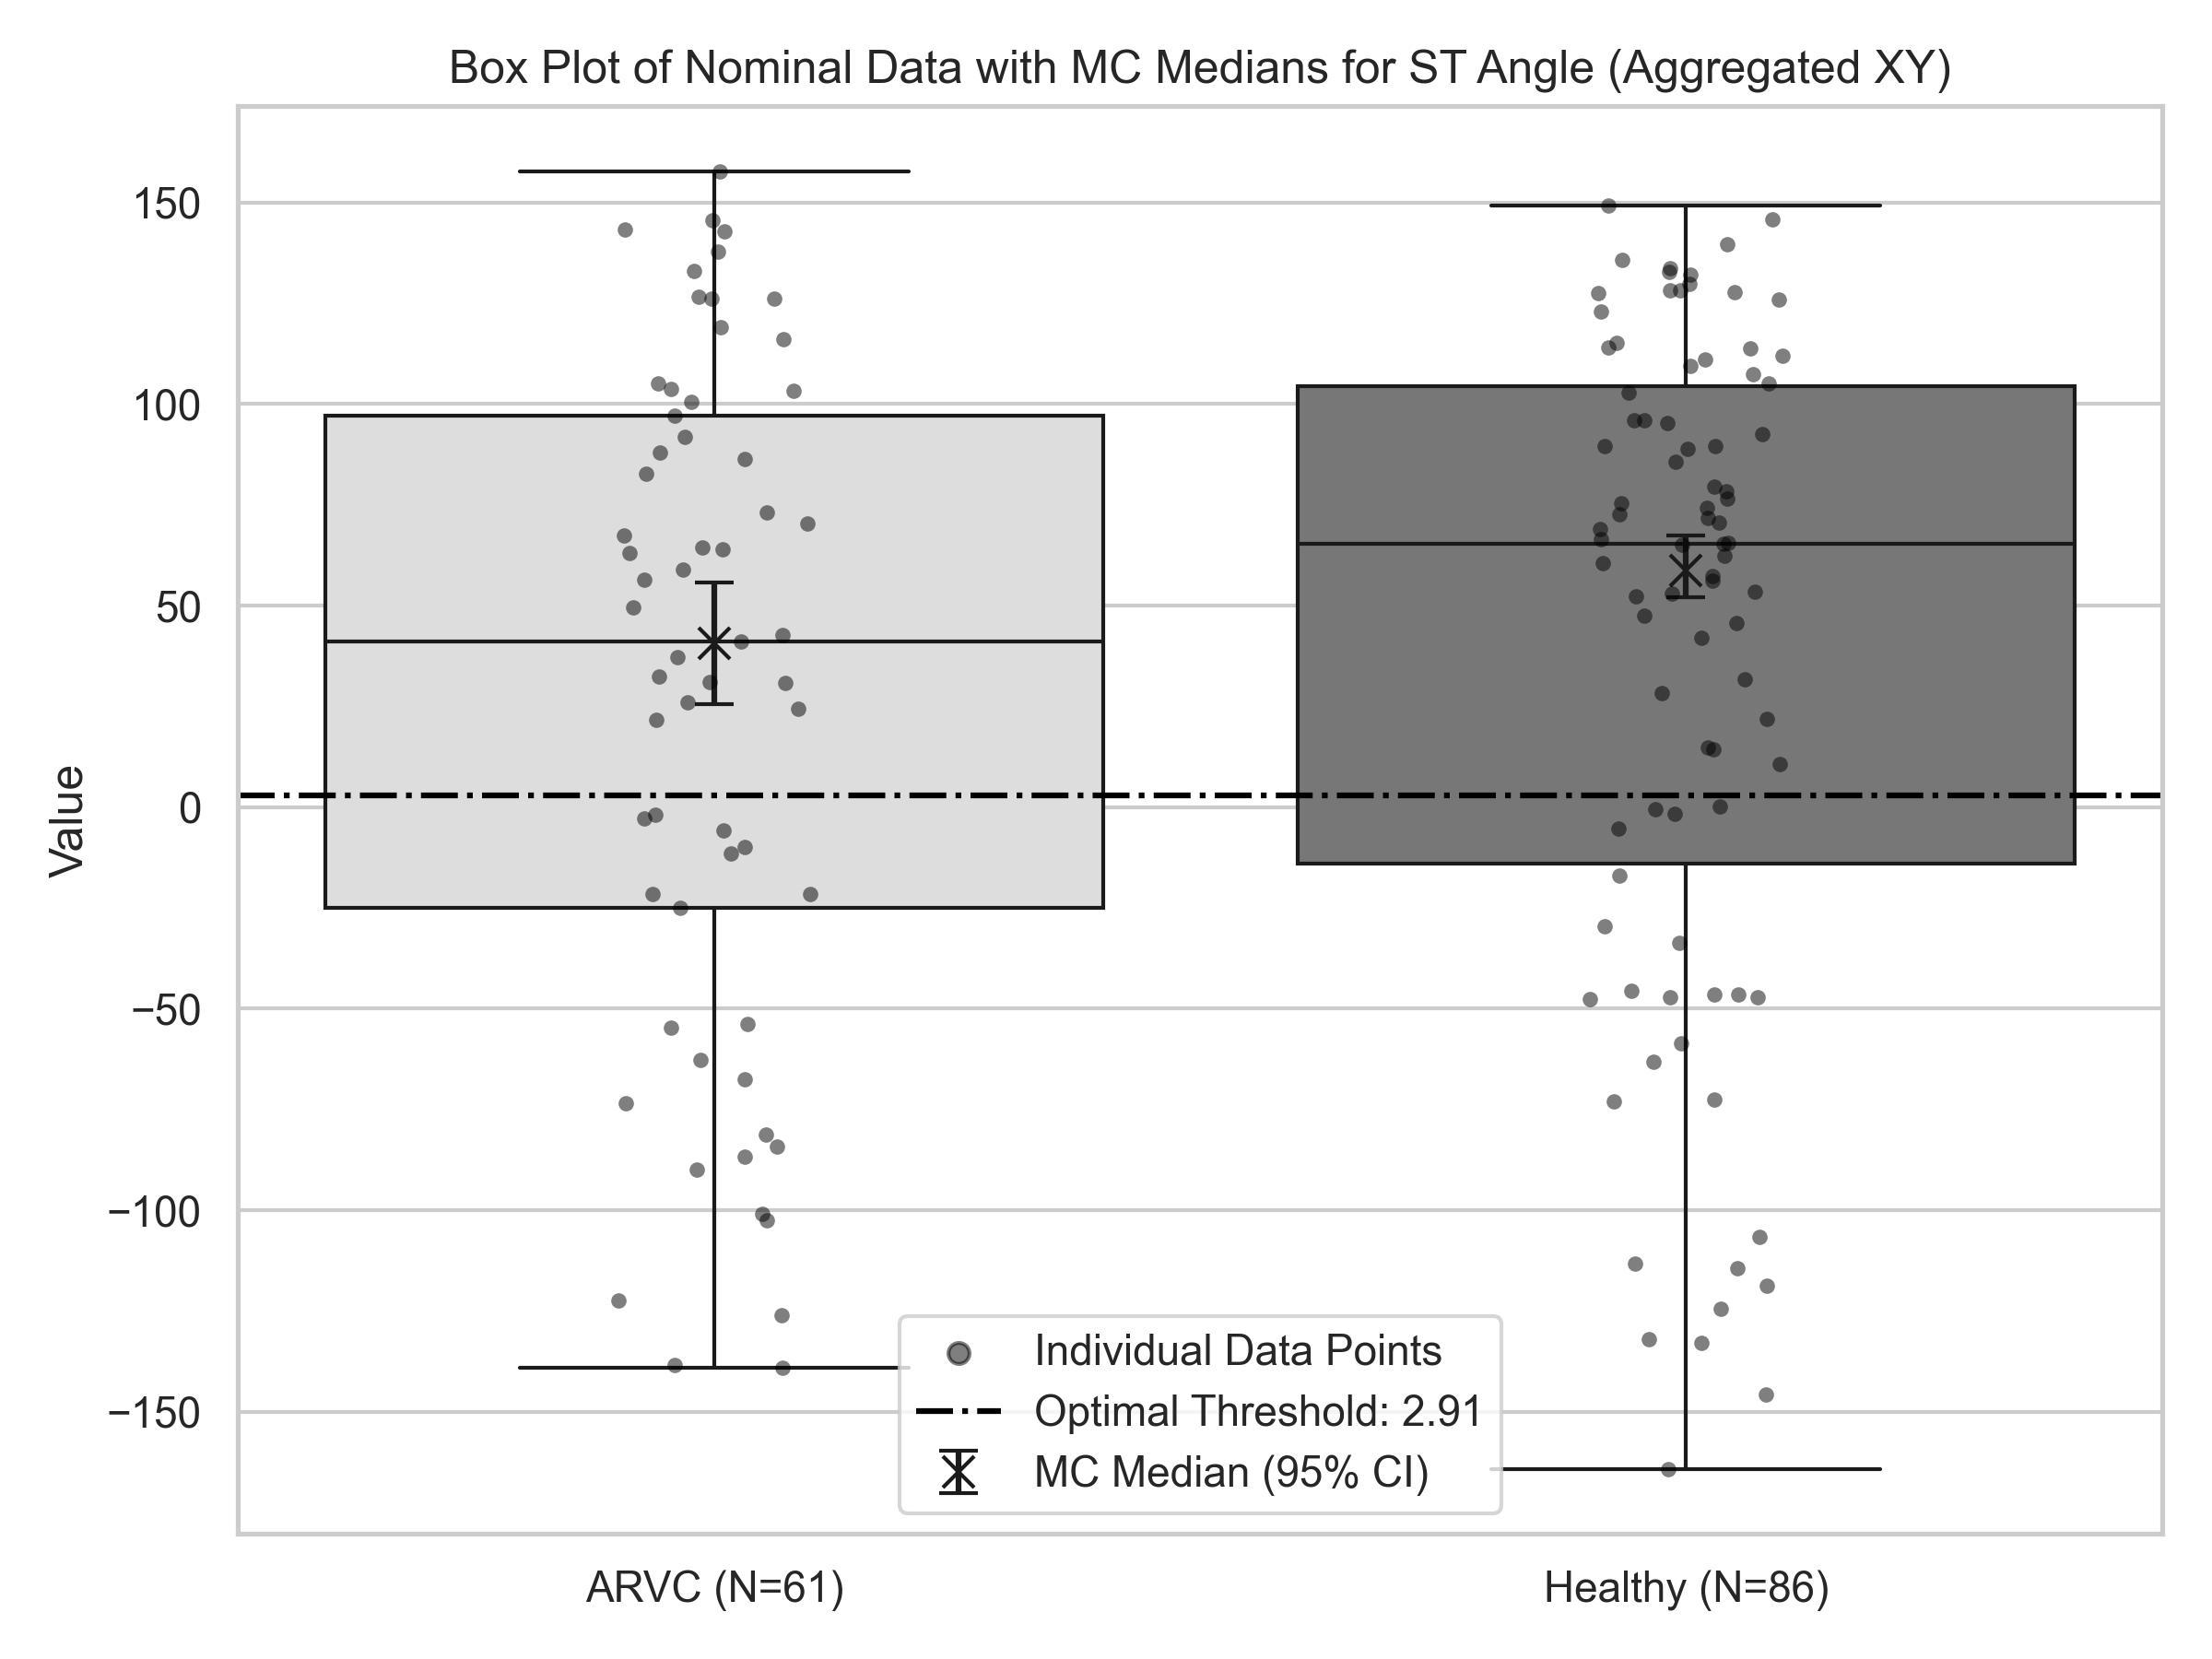 Box Plot of Nominal Data with MC Medians for ST Angle (Aggregated XY)
Value
150
100
50
0
−50
−100
−150
Individual Data Points
Optimal Threshold: 2.91
MC Median (95% CI)
ARVC (N=61)
Healthy (N=86)